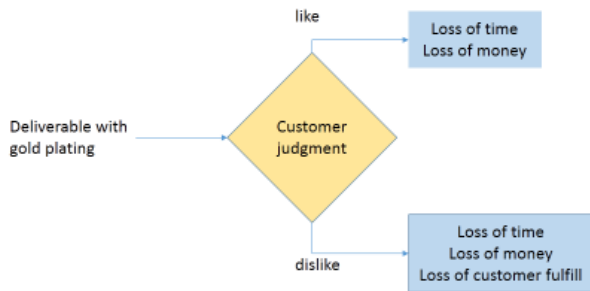 like
Loss of time
Loss of money
Deliverable with
gold plating
Customer
judgment
dislike
Loss of time
Loss of money
Loss of customer fulfill